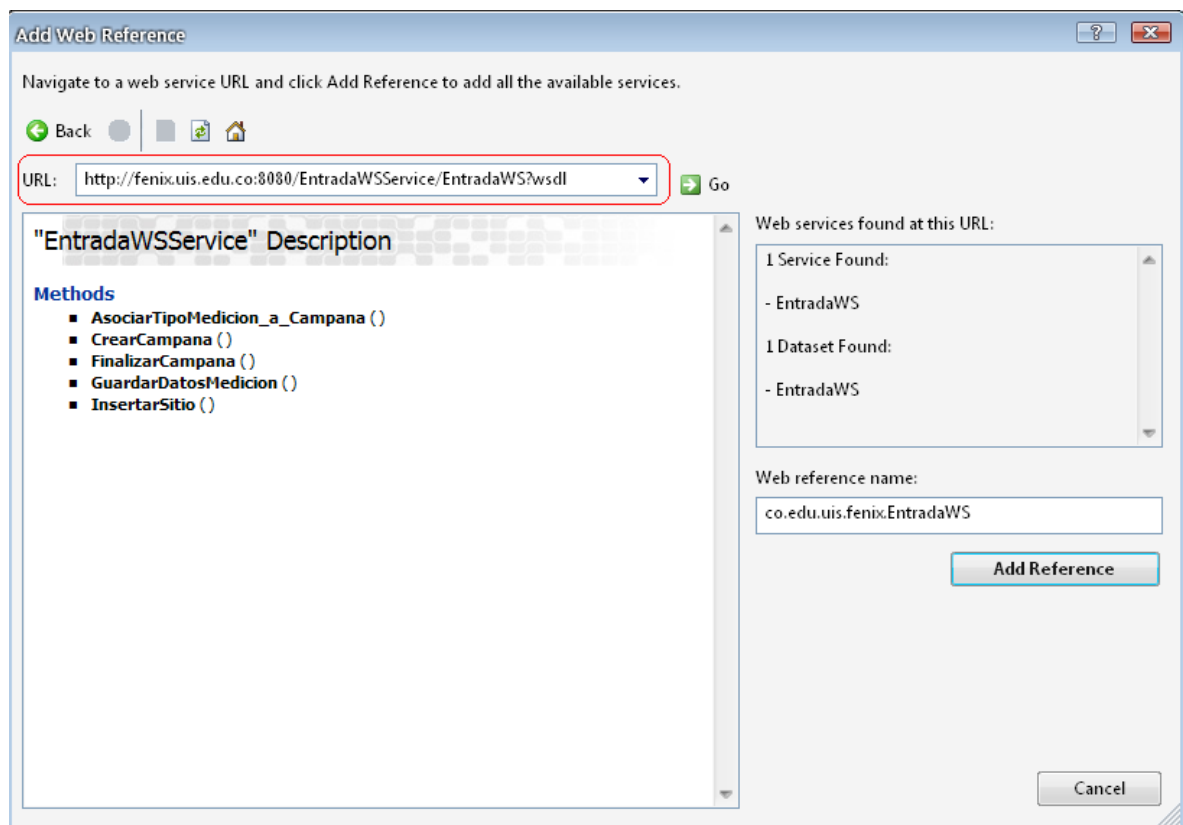 Add Web Reference
Navigate to a web service URL and click Add Reference to add all the available services.
Back
URL: http://fenix.uis.edu.co:8080/EntradaWSService/EntradaWS?wsdl Go
"EntradaWSService" Description
Methods
AsociarTipoMedicion_a_Campana ()
CrearCampana ()
FinalizarCampana ()
GuardarDatosMedicion ()
InsertarSitio ()
Web services found at this URL:
1 Service Found:
- EntradaWS
1 Dataset Found:
- EntradaWS
Web reference name:
co.edu.uis.fenix.EntradaWS
Add Reference
Cancel